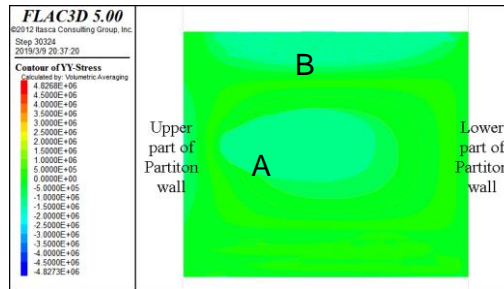 FLAC3D 5.00
©2012 Itasca Consulting Group, Inc.
Step 30324
2019/3/9 20:37:20
Contour of YY-Stress
Calculated by: Volumetric Averaging
4.8268E+06
4.5000E+06
4.0000E+06
3.5000E+06
3.0000E+06
2.5000E+06
2.0000E+06
1.5000E+06
1.0000E+06
5.0000E+05
0.0000E+00
-5.0000E+05
-1.0000E+06
-1.5000E+06
-2.0000E+06
-2.5000E+06
-3.0000E+06
-3.5000E+06
-4.0000E+06
-4.5000E+06
-4.8273E+06
B
A
Upper
part of
Partiton
wall
Lower
part of
Partiton
wall